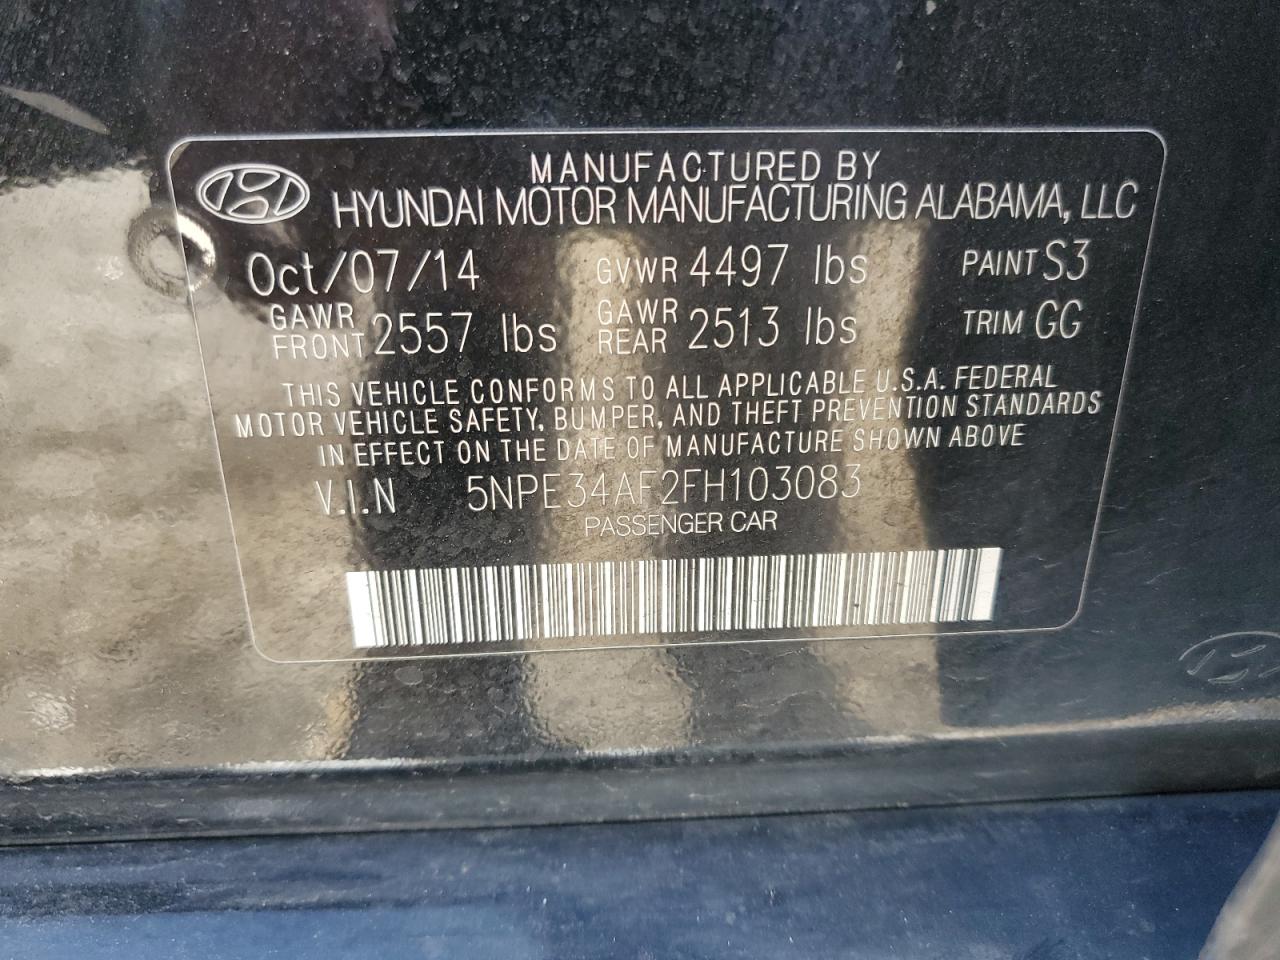 MANUFACTURED BY
HYUNDAI MOTOR MANUFACTURING ALABAMA, LLC
Oct/07/14 GVWR 4497 lbs PAINT S3
GAWR FRONT 2557 lbs GAWR REAR 2513 lbs TRIM GG
THIS VEHICLE CONFORMS TO ALL APPLICABLE U.S.A. FEDERAL
MOTOR VEHICLE SAFETY, BUMPER, AND THEFT PREVENTION STANDARDS
IN EFFECT ON THE DATE OF MANUFACTURE SHOWN ABOVE
V.I.N 5NPE34AF2FH103083
PASSENGER CAR